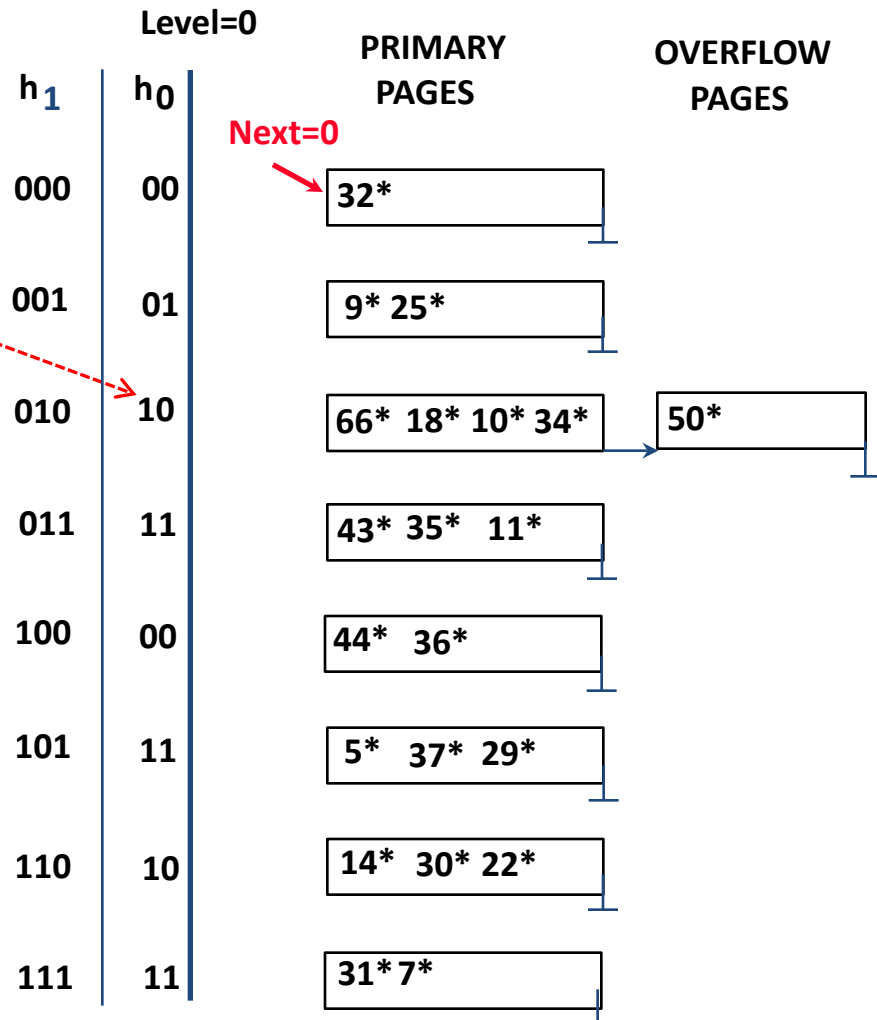 Level=0
PRIMARY
PAGES
OVERFLOW
PAGES
h1 h0
Next=0
000 00 32*
001 01 9* 25*
010 10 66* 18* 10* 34* 50*
011 11 43* 35* 11*
100 00 44* 36*
101 11 5* 37* 29*
110 10 14* 30* 22*
111 11 31* 7*